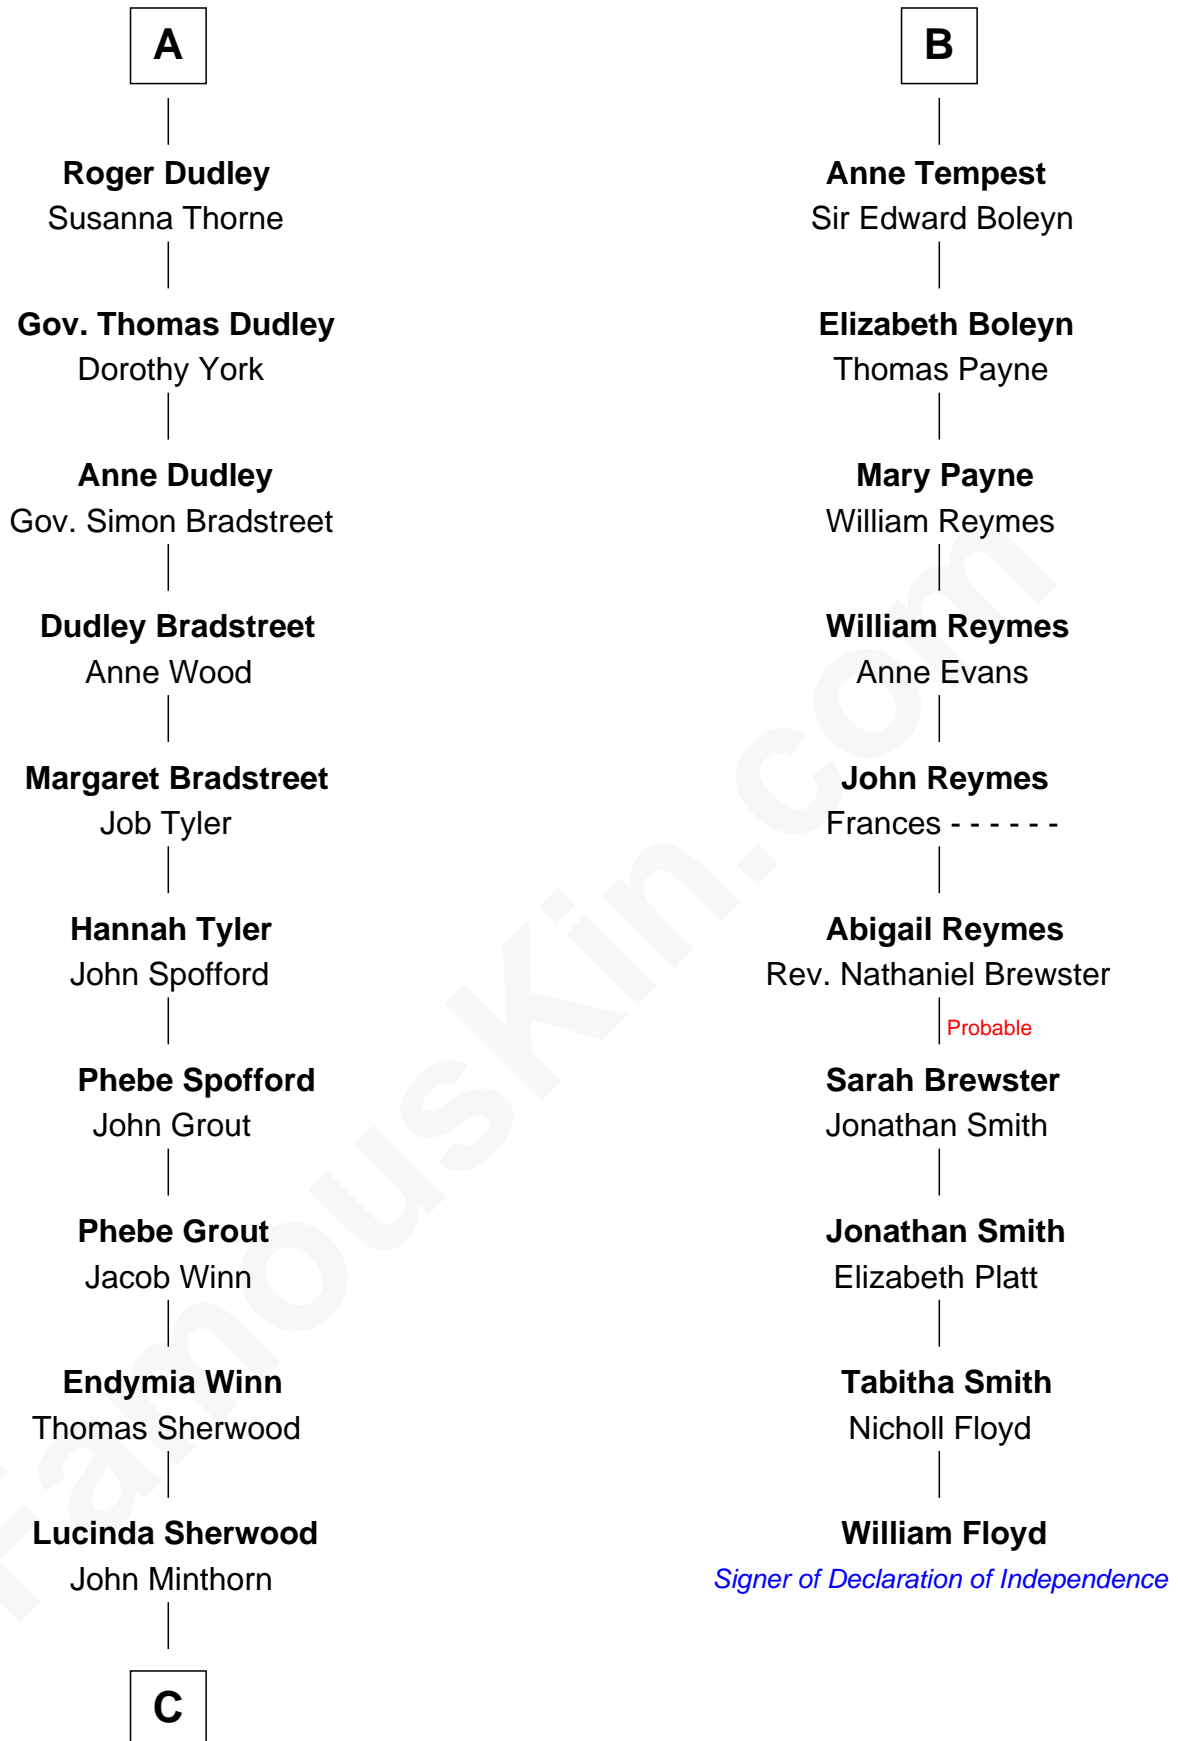 A
Roger Dudley
Susanna Thorne
Gov. Thomas Dudley
Dorothy York
Anne Dudley
Gov. Simon Bradstreet
Dudley Bradstreet
Anne Wood
Margaret Bradstreet
Job Tyler
Hannah Tyler
John Spofford
Phebe Spofford
John Grout
Phebe Grout
Jacob Winn
Endymia Winn
Thomas Sherwood
Lucinda Sherwood
John Minthorn
C
B
Anne Tempest
Sir Edward Boleyn
Elizabeth Boleyn
Thomas Payne
Mary Payne
William Reymes
William Reymes
Anne Evans
John Reymes
Frances - - - - - -
Abigail Reymes
Rev. Nathaniel Brewster
Probable
Sarah Brewster
Jonathan Smith
Jonathan Smith
Elizabeth Platt
Tabitha Smith
Nicholl Floyd
William Floyd
Signer of Declaration of Independence
FamousKin.com